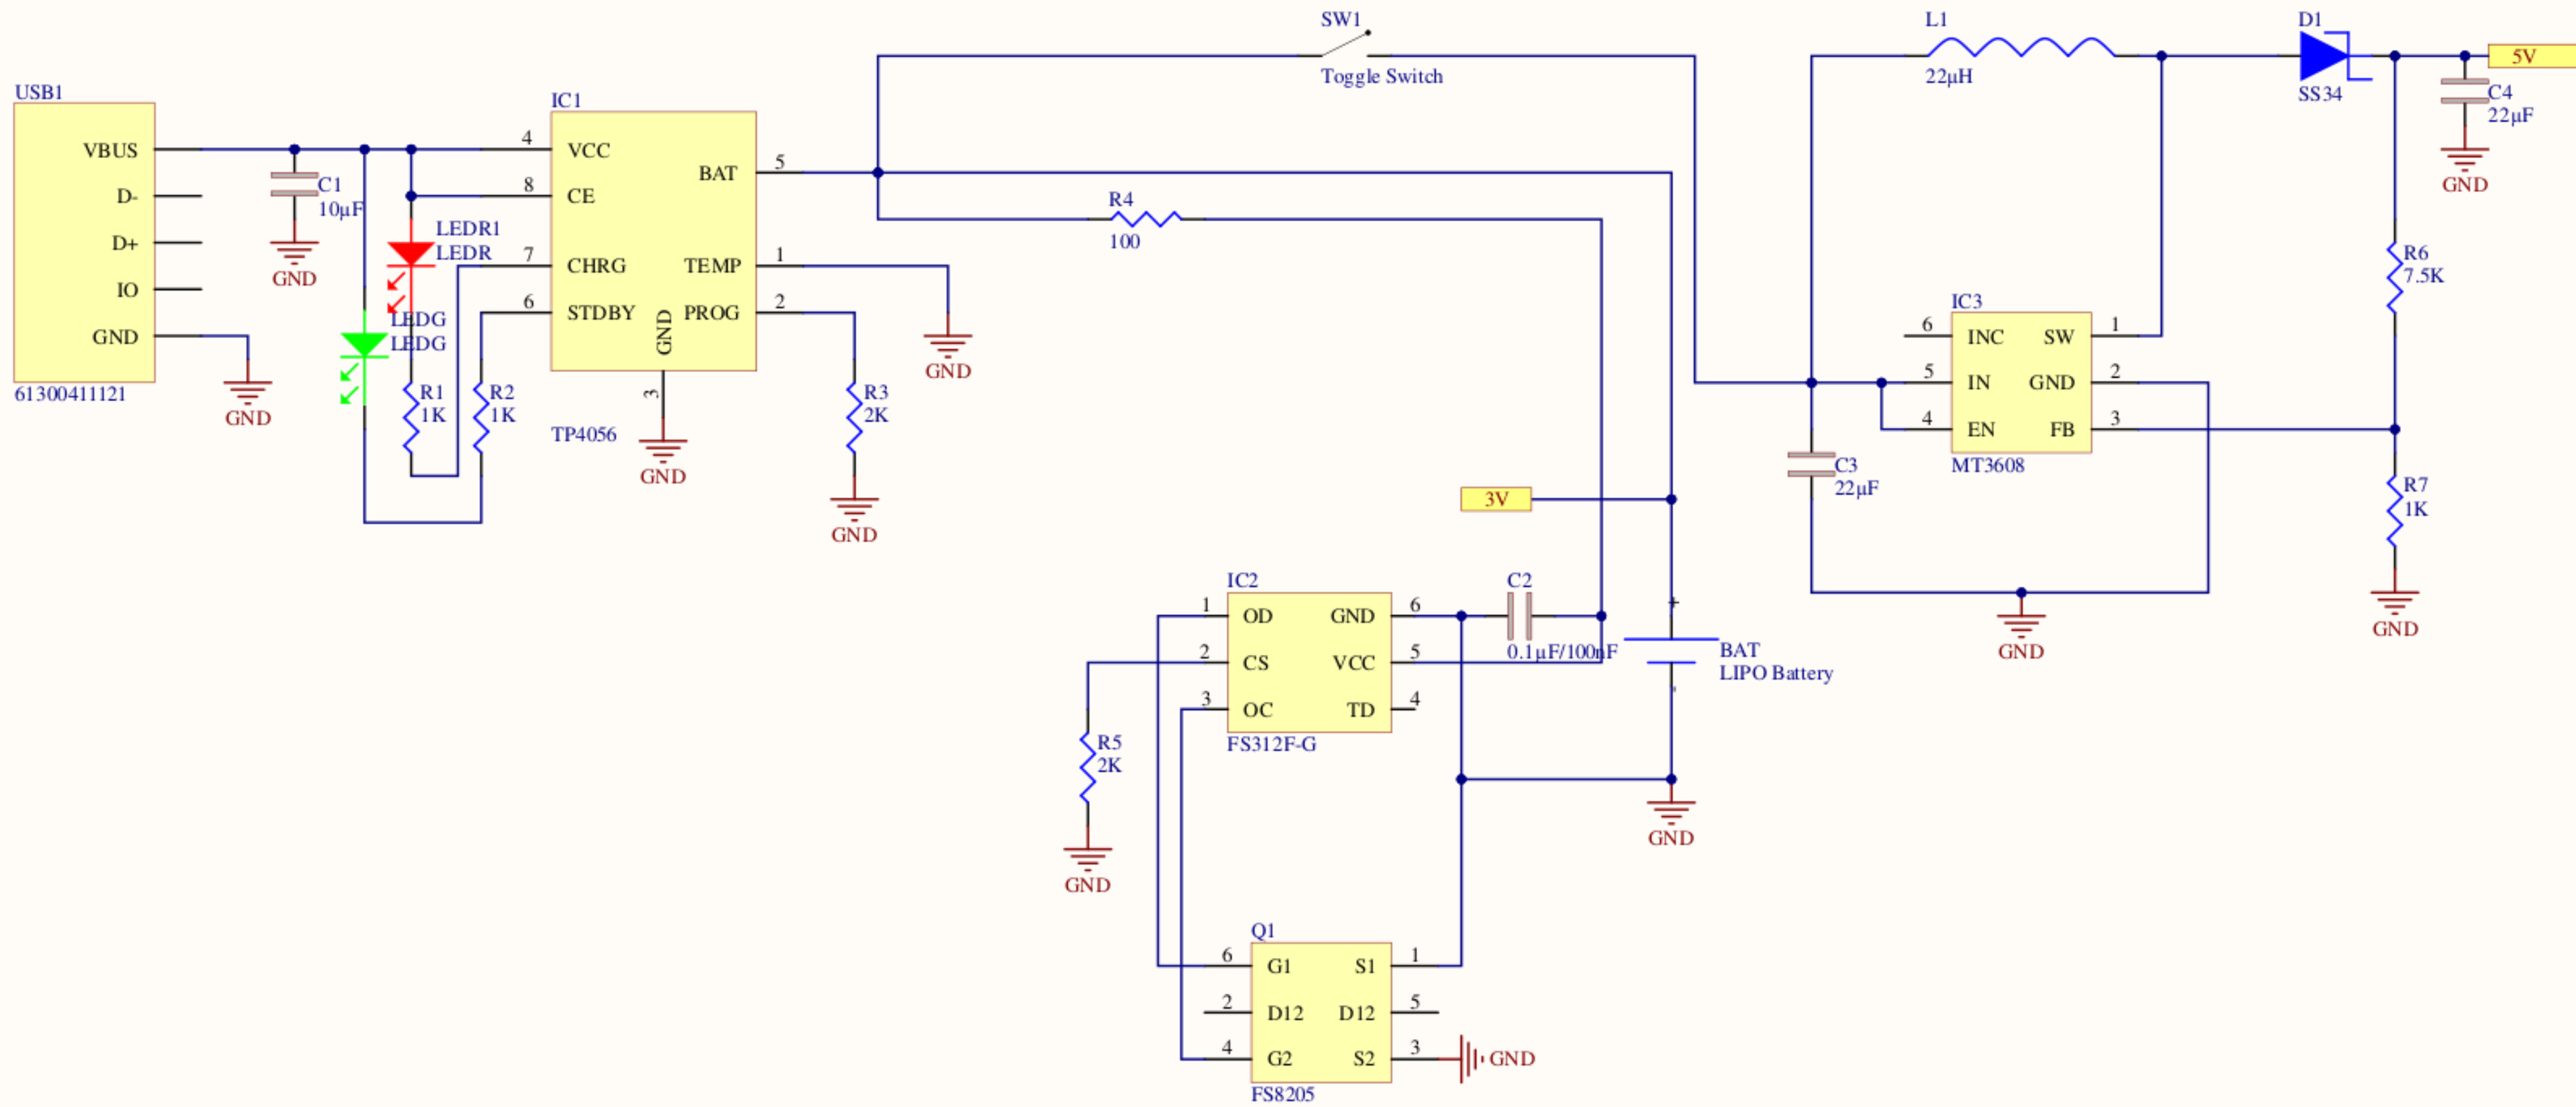 USB1
VBUS
D-
D+
IO
GND
61300411121
GND
C1
10µF
GND
LEDR1
LEDR
LEDG
LEDG
R1
1K
R2
1K
IC1
4 VCC
8 CE
7 CHRG
6 STDBY
BAT 5
TEMP 1
PROG 2
GND
3
TP4056
GND
R3
2K
GND
GND
SW1
Toggle Switch
R4
100
3V
IC2
1 OD GND 6
2 CS VCC 5
3 OC TD 4
FS312F-G
C2
0.1µF/100nF
+
BAT
LIPO Battery
-
GND
R5
2K
GND
Q1
6 G1 S1 1
2 D12 D12 5
4 G2 S2 3
FS8205
GND
L1
22µH
D1
SS34
5V
C4
22µF
GND
R6
7.5K
IC3
6 INC SW 1
5 IN GND 2
4 EN FB 3
MT3608
C3
22µF
GND
R7
1K
GND